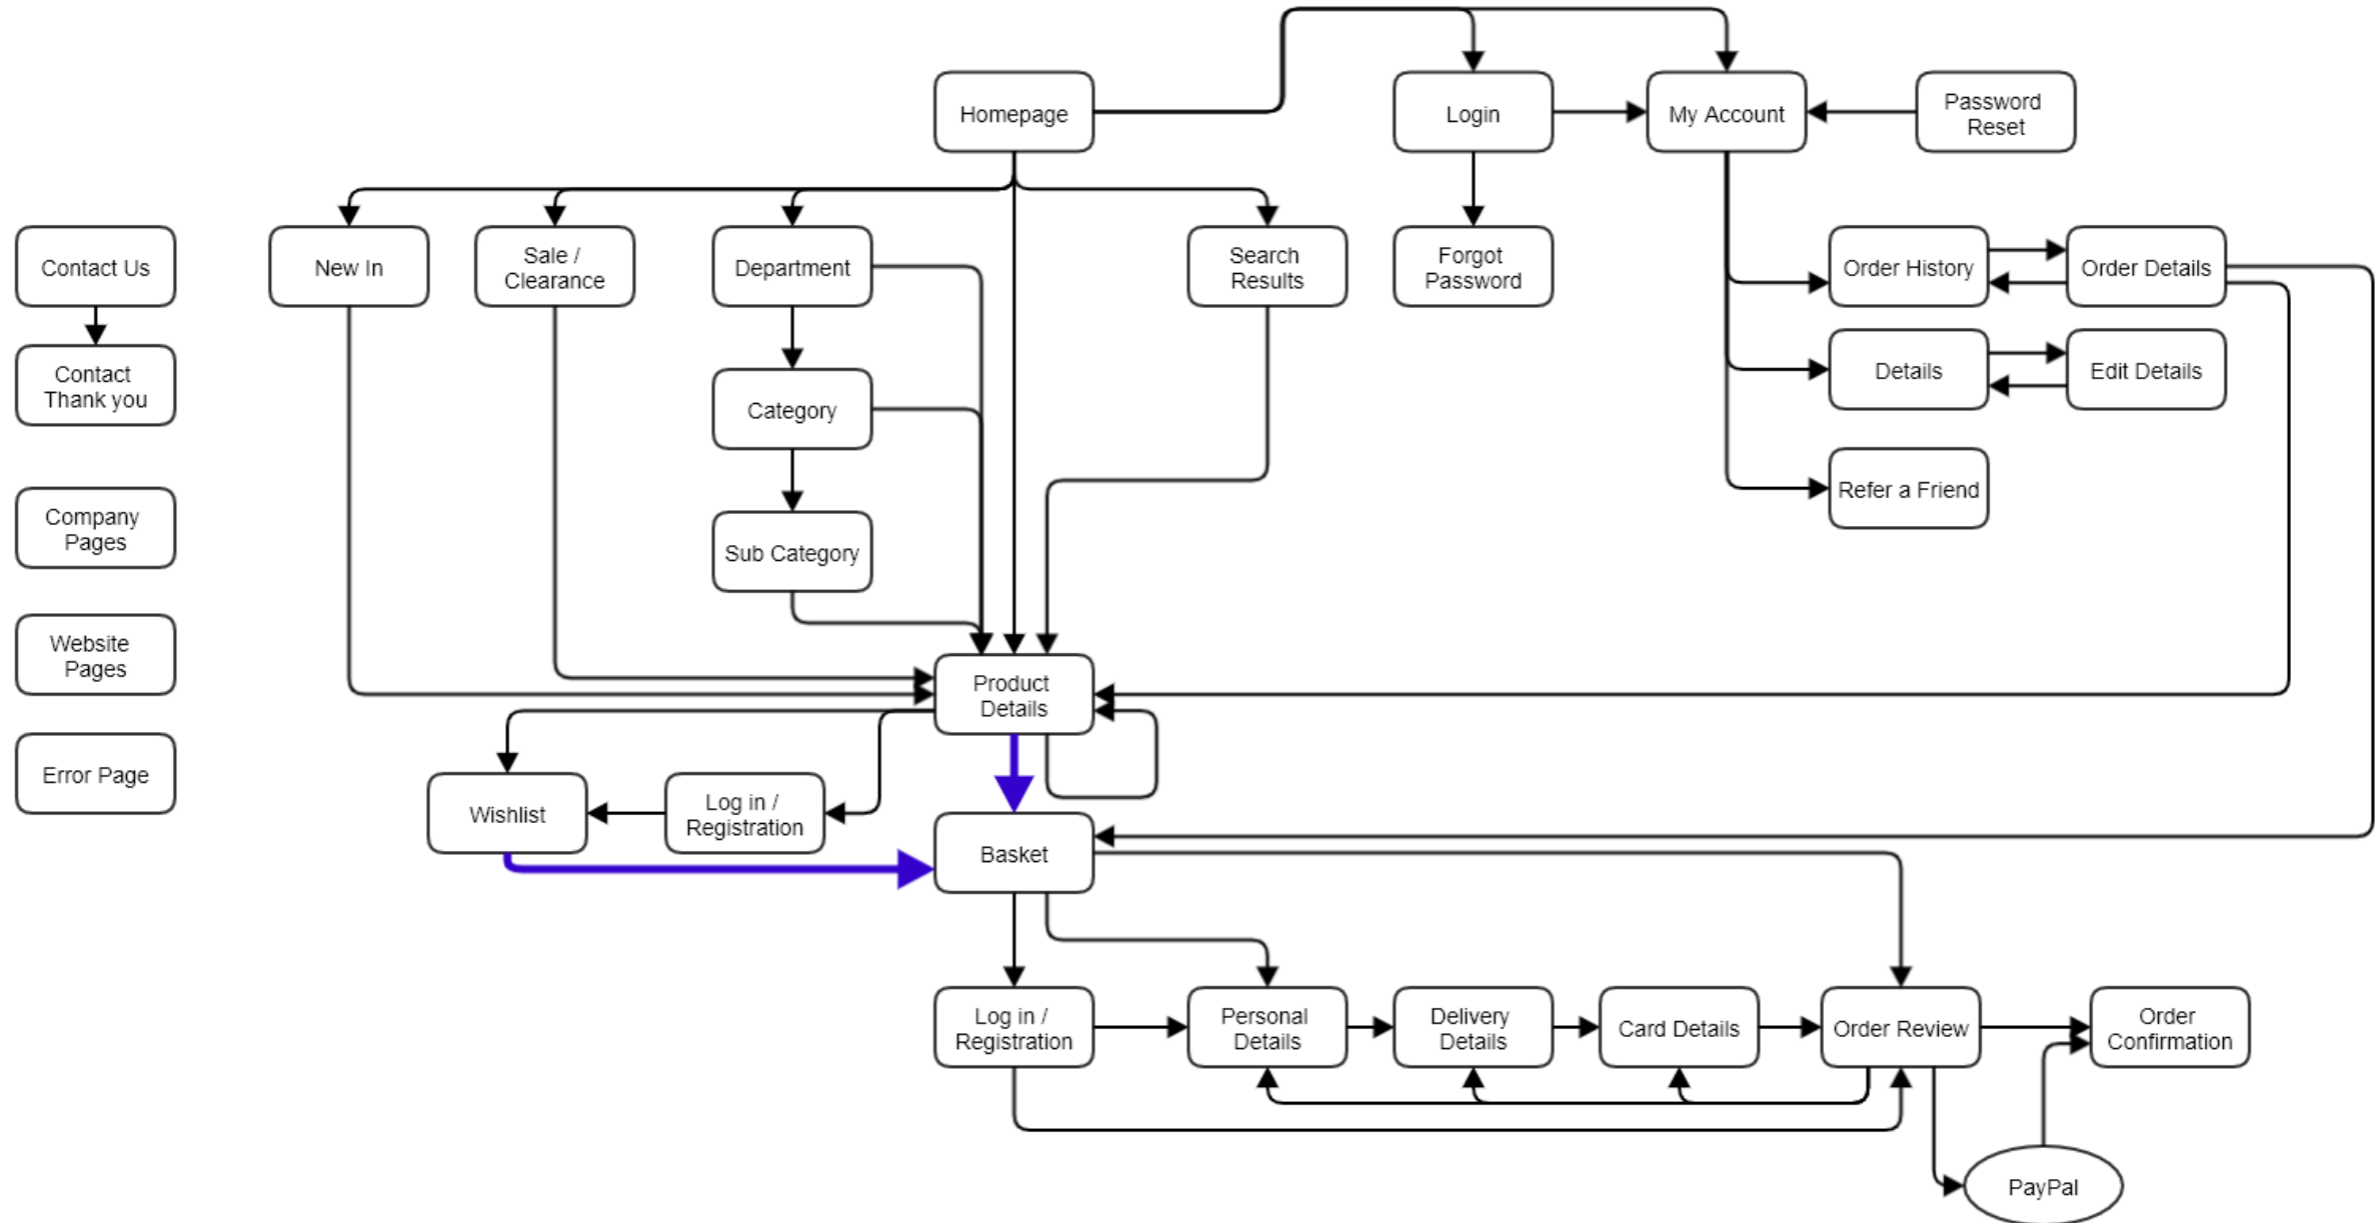 Homepage
Login
My Account
Password
Reset
Contact Us
New In
Sale /
Clearance
Department
Search
Results
Forgot
Password
Order History
Order Details
Contact
Thank you
Category
Details
Edit Details
Company
Pages
Sub Category
Refer a Friend
Website
Pages
Product
Details
Error Page
Wishlist
Log in /
Registration
Basket
Log in /
Registration
Personal
Details
Delivery
Details
Card Details
Order Review
Order
Confirmation
PayPal